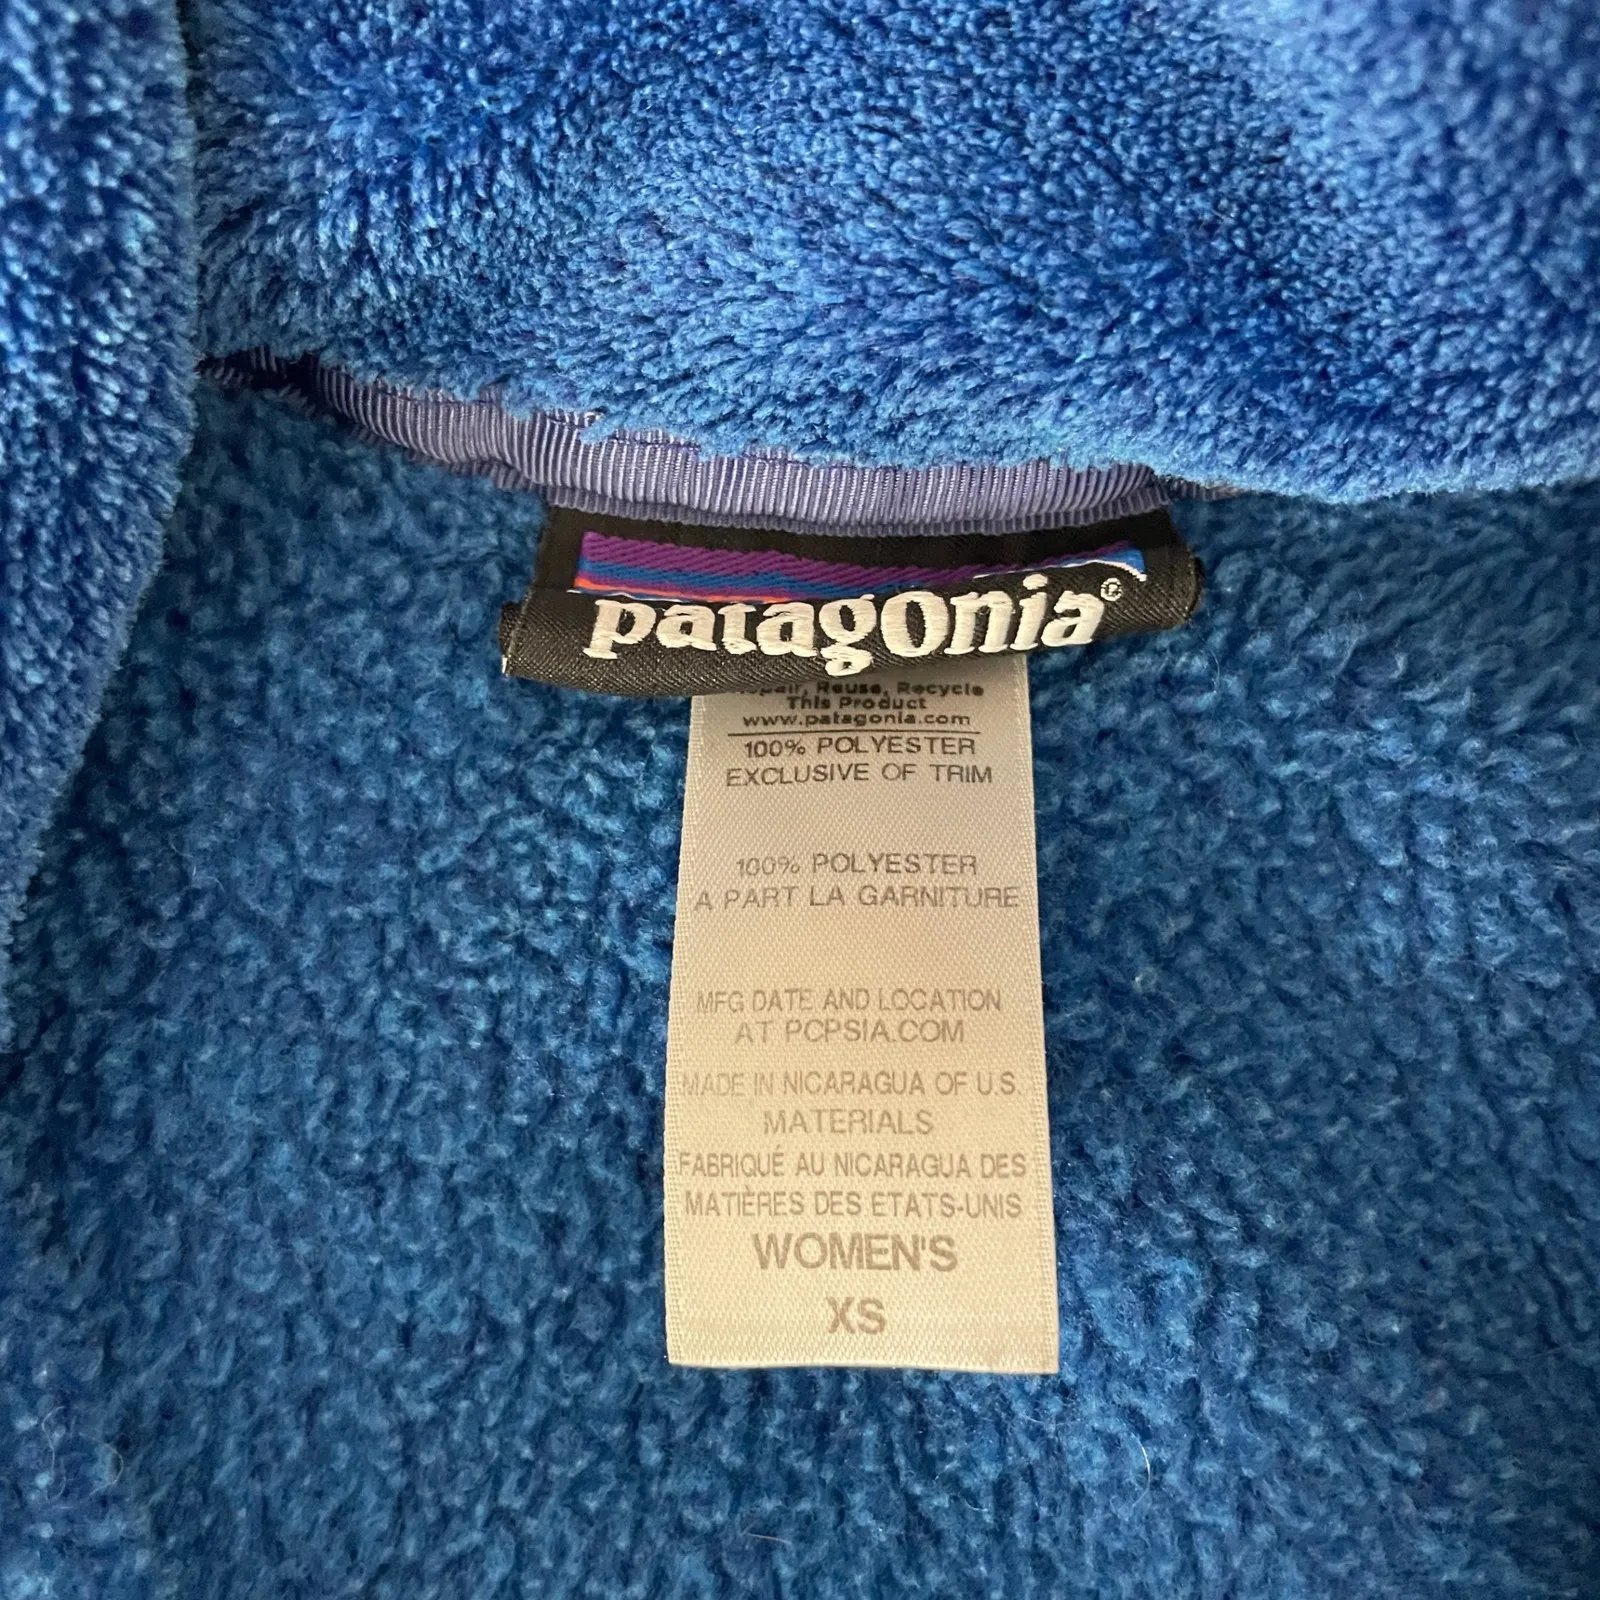 patagonia®
Repair, Reuse, Recycle
This Product
www.patagonia.com
100% POLYESTER
EXCLUSIVE OF TRIM
100% POLYESTER
A PART LA GARNITURE
MFG DATE AND LOCATION
AT PCPSIA.COM
MADE IN NICARAGUA OF U.S.
MATERIALS
FABRIQUÉ AU NICARAGUA DES
MATIÈRES DES ETATS-UNIS
WOMEN'S
XS